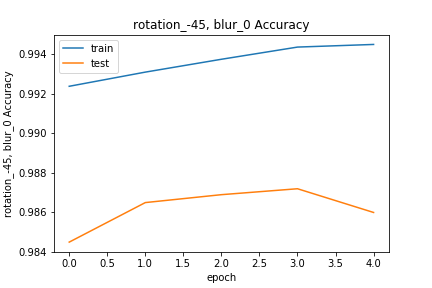 rotation_-45, blur_0 Accuracy
train
test
rotation_-45, blur_0 Accuracy
0.994
0.992
0.990
0.988
0.986
0.984
0.0 0.5 1.0 1.5 2.0 2.5 3.0 3.5 4.0
epoch